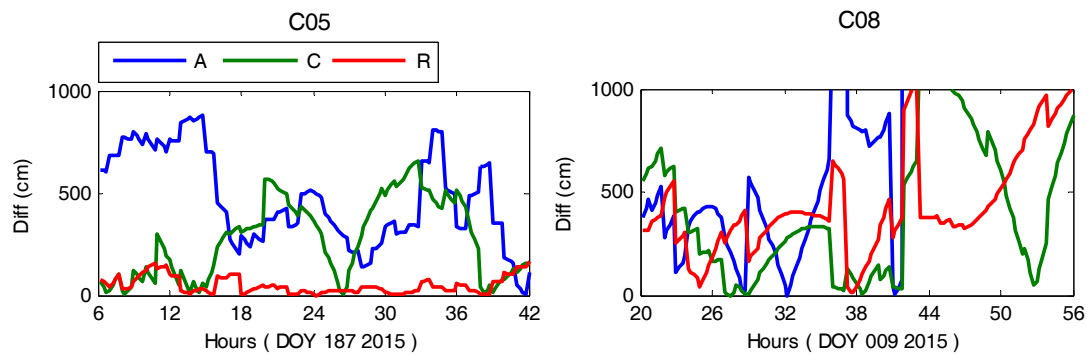 C05
C08
A C R
1000
500
0
Diff (cm)
6 12 18 24 30 36 42
Hours ( DOY 187 2015 )
1000
500
0
Diff (cm)
20 26 32 38 44 50 56
Hours ( DOY 009 2015 )